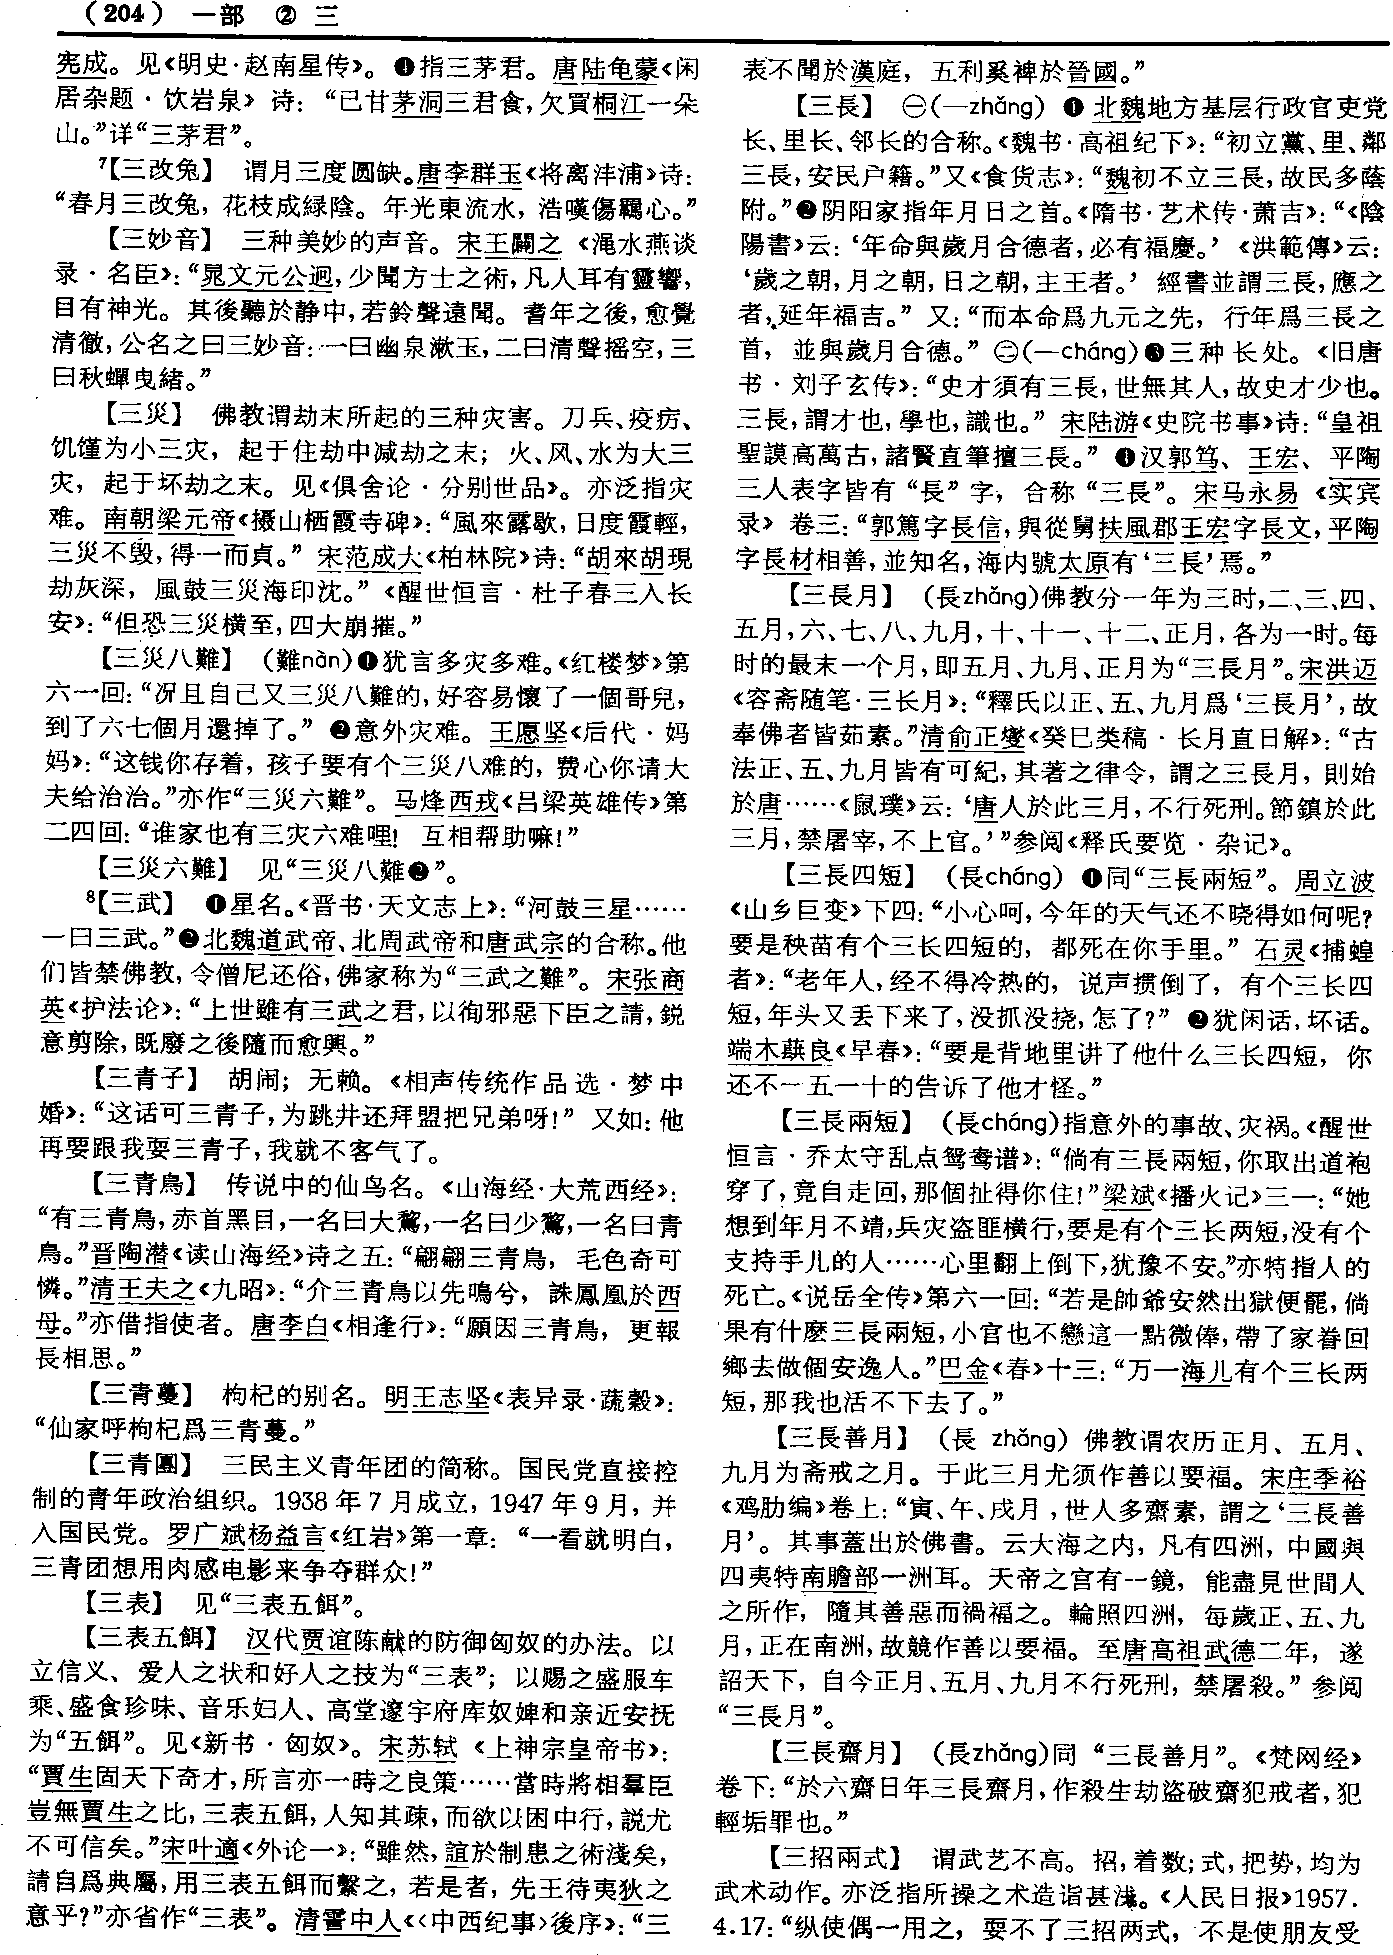 （204） 一部 ② 三
宪成。见《明史·赵南星传》。❹指三茅君。唐陆龟蒙《闲
居杂题·饮岩泉》诗：“已甘茅洞三君食，欠買桐江一朵
山。”详“三茅君”。
⁷【三改兔】 谓月三度圆缺。唐李群玉《将离沣浦》诗：
“春月三改兔，花枝成緑陰。年光東流水，浩嘆傷羈心。”
【三妙音】 三种美妙的声音。宋王闢之《渑水燕谈
录·名臣》：“晁文元公迥，少聞方士之術，凡人耳有靈響，
目有神光。其後聽於静中，若鈴聲遠聞。耆年之後，愈覺
清徹，公名之曰三妙音：一曰幽泉漱玉，二曰清聲摇空，三
曰秋蟬曳緒。”
【三災】 佛教谓劫末所起的三种灾害。刀兵、疫疠、
饥馑为小三灾，起于住劫中减劫之末；火、风、水为大三
灾，起于坏劫之末。见《俱舍论·分别世品》。亦泛指灾
难。南朝梁元帝《摄山栖霞寺碑》：“風來露歇，日度霞輕，
三災不毁，得一而貞。”宋范成大《柏林院》诗：“胡來胡現
劫灰深，風鼓三災海印沈。”《醒世恒言·杜子春三入长
安》：“但恐三災横至，四大崩摧。”
【三災八難】 （難nàn）❶犹言多灾多难。《红楼梦》第
六一回：“况且自己又三災八難的，好容易懷了一個哥兒，
到了六七個月還掉了。”❷意外灾难。王愿坚《后代·妈
妈》：“这钱你存着，孩子要有个三災八难的，费心你请大
夫给治治。”亦作“三災六難”。马烽西戎《吕梁英雄传》第
二四回：“谁家也有三灾六难哩！互相帮助嘛！”
【三災六難】 见“三災八難❷”。
⁸【三武】 ❶星名。《晋书·天文志上》：“河鼓三星……
一曰三武。”❷北魏道武帝、北周武帝和唐武宗的合称。他
们皆禁佛教，令僧尼还俗，佛家称为“三武之難”。宋张商
英《护法论》：“上世雖有三武之君，以徇邪惡下臣之請，鋭
意剪除，既廢之後隨而愈興。”
【三青子】 胡闹；无赖。《相声传统作品选·梦中
婚》：“这话可三青子，为跳井还拜盟把兄弟呀！”又如：他
再要跟我耍三青子，我就不客气了。
【三青鳥】 传说中的仙鸟名。《山海经·大荒西经》：
“有三青鳥，赤首黑目，一名曰大鵹，一名曰少鵹，一名曰青
鳥。”晋陶潜《读山海经》诗之五：“翩翩三青鳥，毛色奇可
憐。”清王夫之《九昭》：“介三青鳥以先鳴兮，誅鳳凰於西
母。”亦借指使者。唐李白《相逢行》：“願因三青鳥，更報
長相思。”
【三青蔓】 枸杞的别名。明王志坚《表异录·蔬穀》：
“仙家呼枸杞爲三青蔓。”
【三青團】 三民主义青年团的简称。国民党直接控
制的青年政治组织。1938年7月成立，1947年9月，并
入国民党。罗广斌杨益言《红岩》第一章：“一看就明白，
三青团想用肉感电影来争夺群众！”
【三表】 见“三表五餌”。
【三表五餌】 汉代贾谊陈献的防御匈奴的办法。以
立信义、爱人之状和好人之技为“三表”；以赐之盛服车
乘、盛食珍味、音乐妇人、高堂邃宇府库奴婢和亲近安抚
为“五餌”。见《新书·匈奴》。宋苏轼《上神宗皇帝书》：
“賈生固天下奇才，所言亦一時之良策……當時將相羣臣
豈無賈生之比，三表五餌，人知其疎，而欲以困中行，説尤
不可信矣。”宋叶適《外论一》：“雖然，誼於制患之術淺矣，
請自爲典屬，用三表五餌而繫之，若是者，先王待夷狄之
意乎？”亦省作“三表”。清霅中人《〈中西纪事〉後序》：“三
表不聞於漢庭，五利奚裨於晉國。”
【三長】 ㊀（—zhǎng）❶北魏地方基层行政官吏党
长、里长、邻长的合称。《魏书·高祖纪下》：“初立黨、里、鄰
三長，安民户籍。”又《食货志》：“魏初不立三長，故民多蔭
附。”❷阴阳家指年月日之首。《隋书·艺术传·萧吉》：“《陰
陽書》云：‘年命與歲月合德者，必有福慶。’《洪範傳》云：
‘歲之朝，月之朝，日之朝，主王者。’經書並謂三長，應之
者，延年福吉。”又：“而本命爲九元之先，行年爲三長之
首，並與歲月合德。”㊁（—cháng）❸三种长处。《旧唐
书·刘子玄传》：“史才須有三長，世無其人，故史才少也。
三長，謂才也，學也，識也。”宋陆游《史院书事》诗：“皇祖
聖謨高萬古，諸賢直筆擅三長。”❹汉郭笃、王宏、平陶
三人表字皆有“長”字，合称“三長”。宋马永易《实宾
录》卷三：“郭篤字長信，與從舅扶風郡王宏字長文，平陶
字長材相善，並知名，海内號太原有‘三長’焉。”
【三長月】 （長zhǎng）佛教分一年为三时，二、三、四、
五月，六、七、八、九月，十、十一、十二、正月，各为一时。每
时的最末一个月，即五月、九月、正月为“三長月”。宋洪迈
《容斋随笔·三长月》：“釋氏以正、五、九月爲‘三長月’，故
奉佛者皆茹素。”清俞正燮《癸巳类稿·长月直日解》：“古
法正、五、九月皆有可紀，其著之律令，謂之三長月，則始
於唐……《鼠璞》云：‘唐人於此三月，不行死刑。節鎮於此
三月，禁屠宰，不上官。’”参阅《释氏要览·杂记》。
【三長四短】 （長cháng）❶同“三長兩短”。周立波
《山乡巨变》下四：“小心呵，今年的天气还不晓得如何呢？
要是秧苗有个三长四短的，都死在你手里。”石灵《捕蝗
者》：“老年人，经不得冷热的，说声掼倒了，有个三长四
短，年头又丢下来了，没抓没挠，怎了？”❷犹闲话，坏话。
端木蕻良《早春》：“要是背地里讲了他什么三长四短，你
还不一五一十的告诉了他才怪。”
【三長兩短】 （長cháng）指意外的事故、灾祸。《醒世
恒言·乔太守乱点鸳鸯谱》：“倘有三長兩短，你取出道袍
穿了，竟自走回，那個扯得你住！”梁斌《播火记》三一：“她
想到年月不靖，兵灾盗匪横行，要是有个三长两短，没有个
支持手儿的人……心里翻上倒下，犹豫不安。”亦特指人的
死亡。《说岳全传》第六一回：“若是帥爺安然出獄便罷，倘
果有什麽三長兩短，小官也不戀這一點微俸，帶了家眷回
鄉去做個安逸人。”巴金《春》十三：“万一海儿有个三长两
短，那我也活不下去了。”
【三長善月】 （長 zhǎng）佛教谓农历正月、五月、
九月为斋戒之月。于此三月尤须作善以要福。宋庄季裕
《鸡肋编》卷上：“寅、午、戌月，世人多齋素，謂之‘三長善
月’。其事蓋出於佛書。云大海之内，凡有四洲，中國與
四夷特南贍部一洲耳。天帝之宫有一鏡，能盡見世間人
之所作，隨其善惡而禍福之。輪照四洲，每歲正、五、九
月，正在南洲，故競作善以要福。至唐高祖武德二年，遂
詔天下，自今正月、五月、九月不行死刑，禁屠殺。”参阅
“三長月”。
【三長齋月】 （長zhǎng）同“三長善月”。《梵网经》
卷下：“於六齋日年三長齋月，作殺生劫盜破齋犯戒者，犯
輕垢罪也。”
【三招兩式】 谓武艺不高。招，着数；式，把势，均为
武术动作。亦泛指所操之术造诣甚浅。《人民日报》1957.
4.17：“纵使偶一用之，耍不了三招两式，不是使朋友受